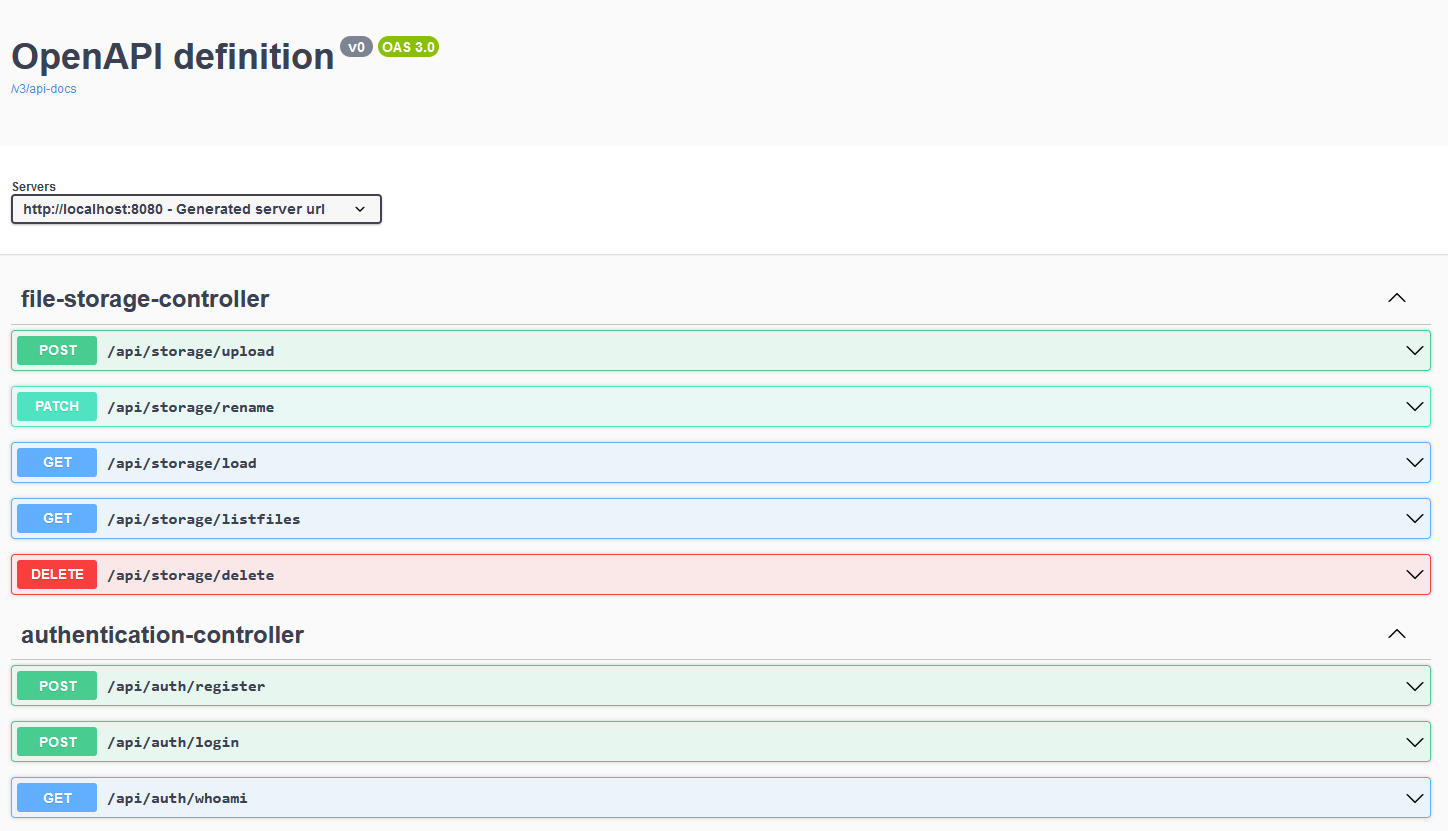 OpenAPI definition v0 OAS 3.0
/v3/api-docs
Servers
http://localhost:8080 - Generated server url
file-storage-controller
POST /api/storage/upload
PATCH /api/storage/rename
GET /api/storage/load
GET /api/storage/listfiles
DELETE /api/storage/delete
authentication-controller
POST /api/auth/register
POST /api/auth/login
GET /api/auth/whoami